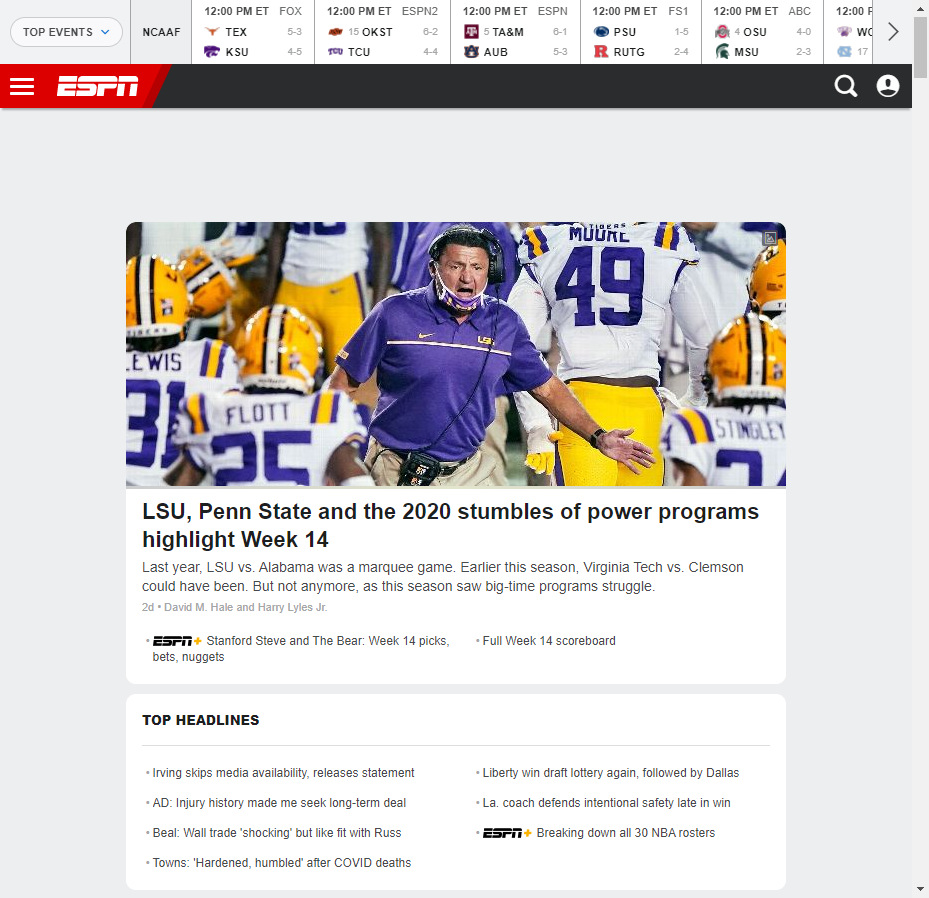 TOP EVENTS
NCAAF
12:00 PM ET FOX
TEX 5-3
KSU 4-5
12:00 PM ET ESPN2
15 OKST 6-2
TCU 4-4
12:00 PM ET ESPN
5 TA&M 6-1
AUB 5-3
12:00 PM ET FS1
PSU 1-5
RUTG 2-4
12:00 PM ET ABC
4 OSU 4-0
MSU 2-3
12:00 P
17
ESPN
TIGERS
MOORE
49
LEWIS
31
FLOTT
25
LSU
STINGLEY
LSU, Penn State and the 2020 stumbles of power programs
highlight Week 14
Last year, LSU vs. Alabama was a marquee game. Earlier this season, Virginia Tech vs. Clemson
could have been. But not anymore, as this season saw big-time programs struggle.
2d • David M. Hale and Harry Lyles Jr.
• ESPN+ Stanford Steve and The Bear: Week 14 picks,
bets, nuggets
• Full Week 14 scoreboard
TOP HEADLINES
• Irving skips media availability, releases statement
• AD: Injury history made me seek long-term deal
• Beal: Wall trade 'shocking' but like fit with Russ
• Towns: 'Hardened, humbled' after COVID deaths
• Liberty win draft lottery again, followed by Dallas
• La. coach defends intentional safety late in win
• ESPN+ Breaking down all 30 NBA rosters